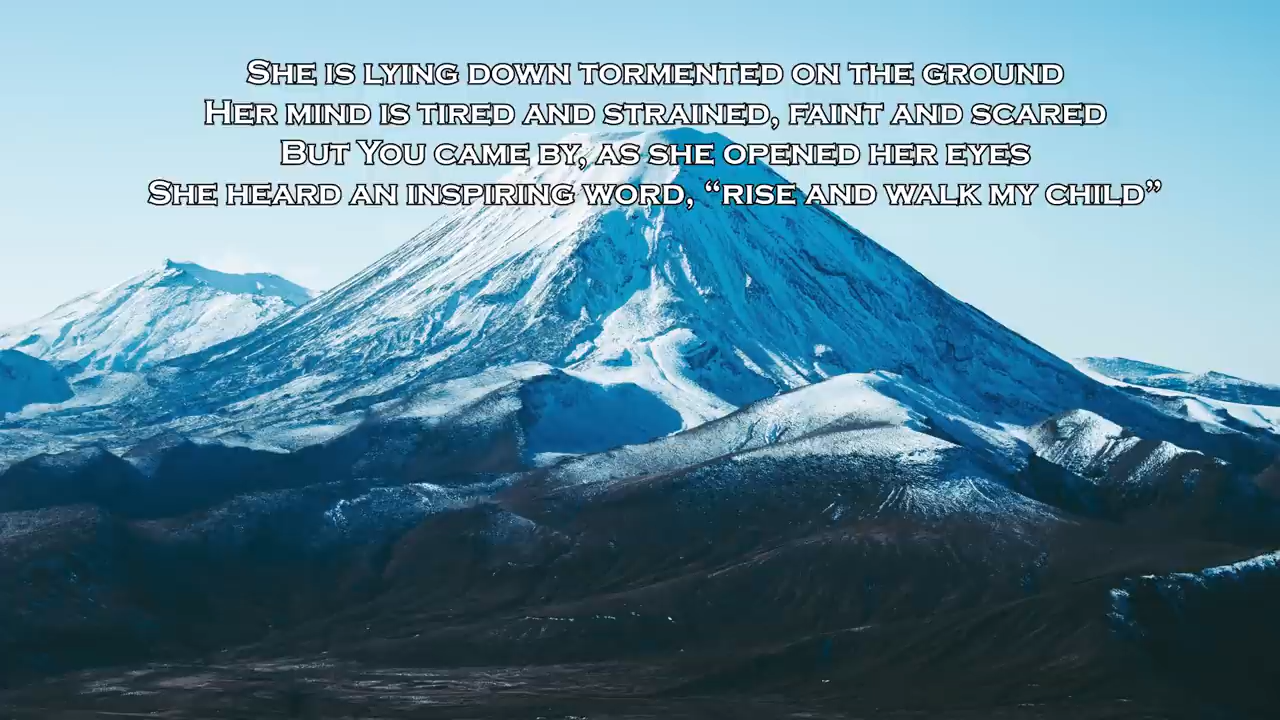 She is lying down tormented on the ground
Her mind is tired and strained, faint and scared
But You came by, as she opened her eyes
She heard an inspiring word, “rise and walk my child”